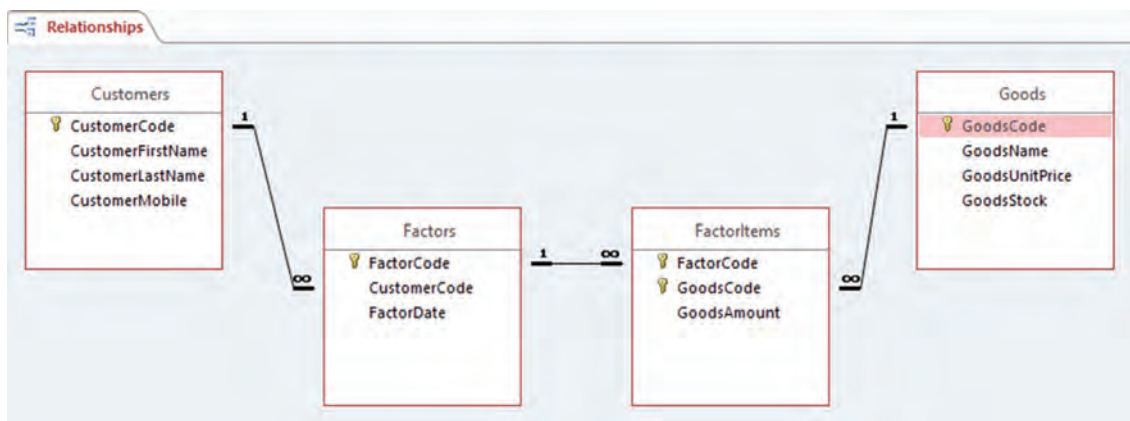 Relationships
Customers
CustomerCode
CustomerFirstName
CustomerLastName
CustomerMobile
1
∞
Factors
FactorCode
CustomerCode
FactorDate
1
∞
FactorItems
FactorCode
GoodsCode
GoodsAmount
∞
1
Goods
GoodsCode
GoodsName
GoodsUnitPrice
GoodsStock